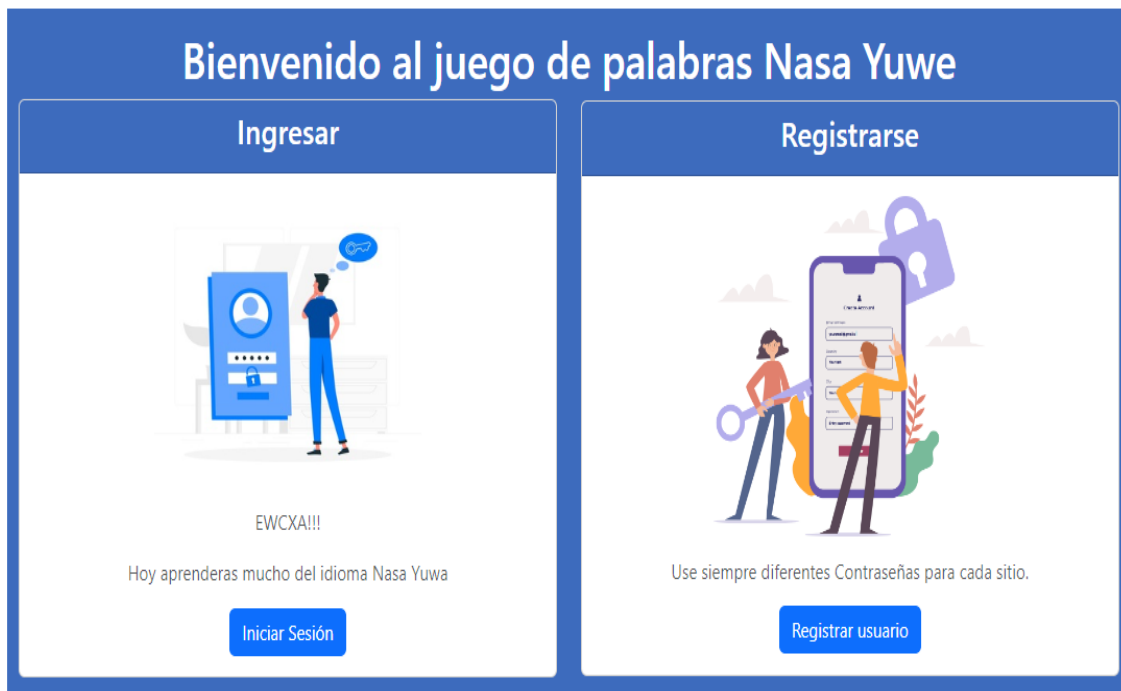 Bienvenido al juego de palabras Nasa Yuwe
Ingresar
EWCXA!!!
Hoy aprenderas mucho del idioma Nasa Yuwa
Iniciar Sesión
Registrarse
Use siempre diferentes Contraseñas para cada sitio.
Registrar usuario